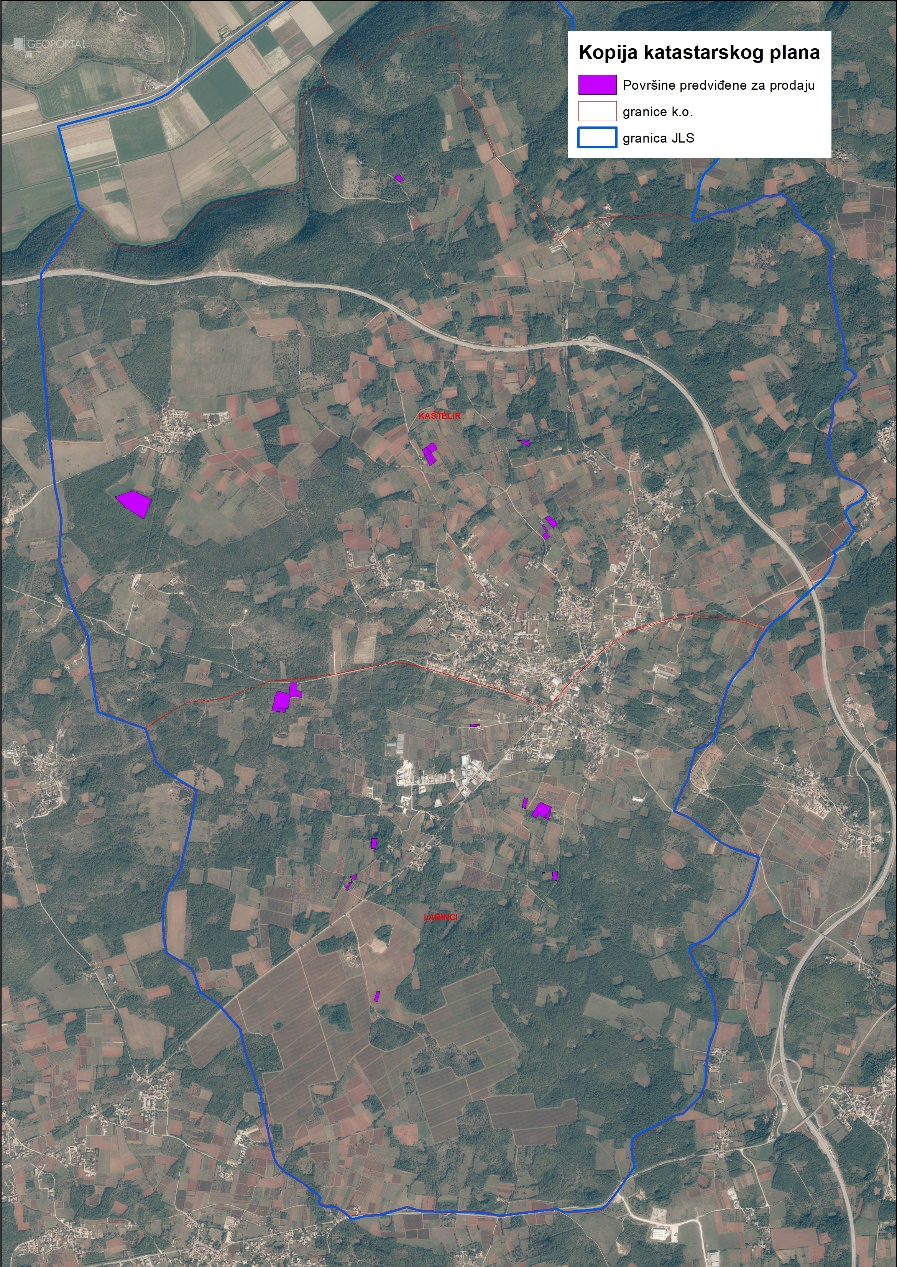 GEOPORTAL
Kopija katastarskog plana
Površine predviđene za prodaju
granice k.o.
granica JLS
KAŠTELIR
LABINCI